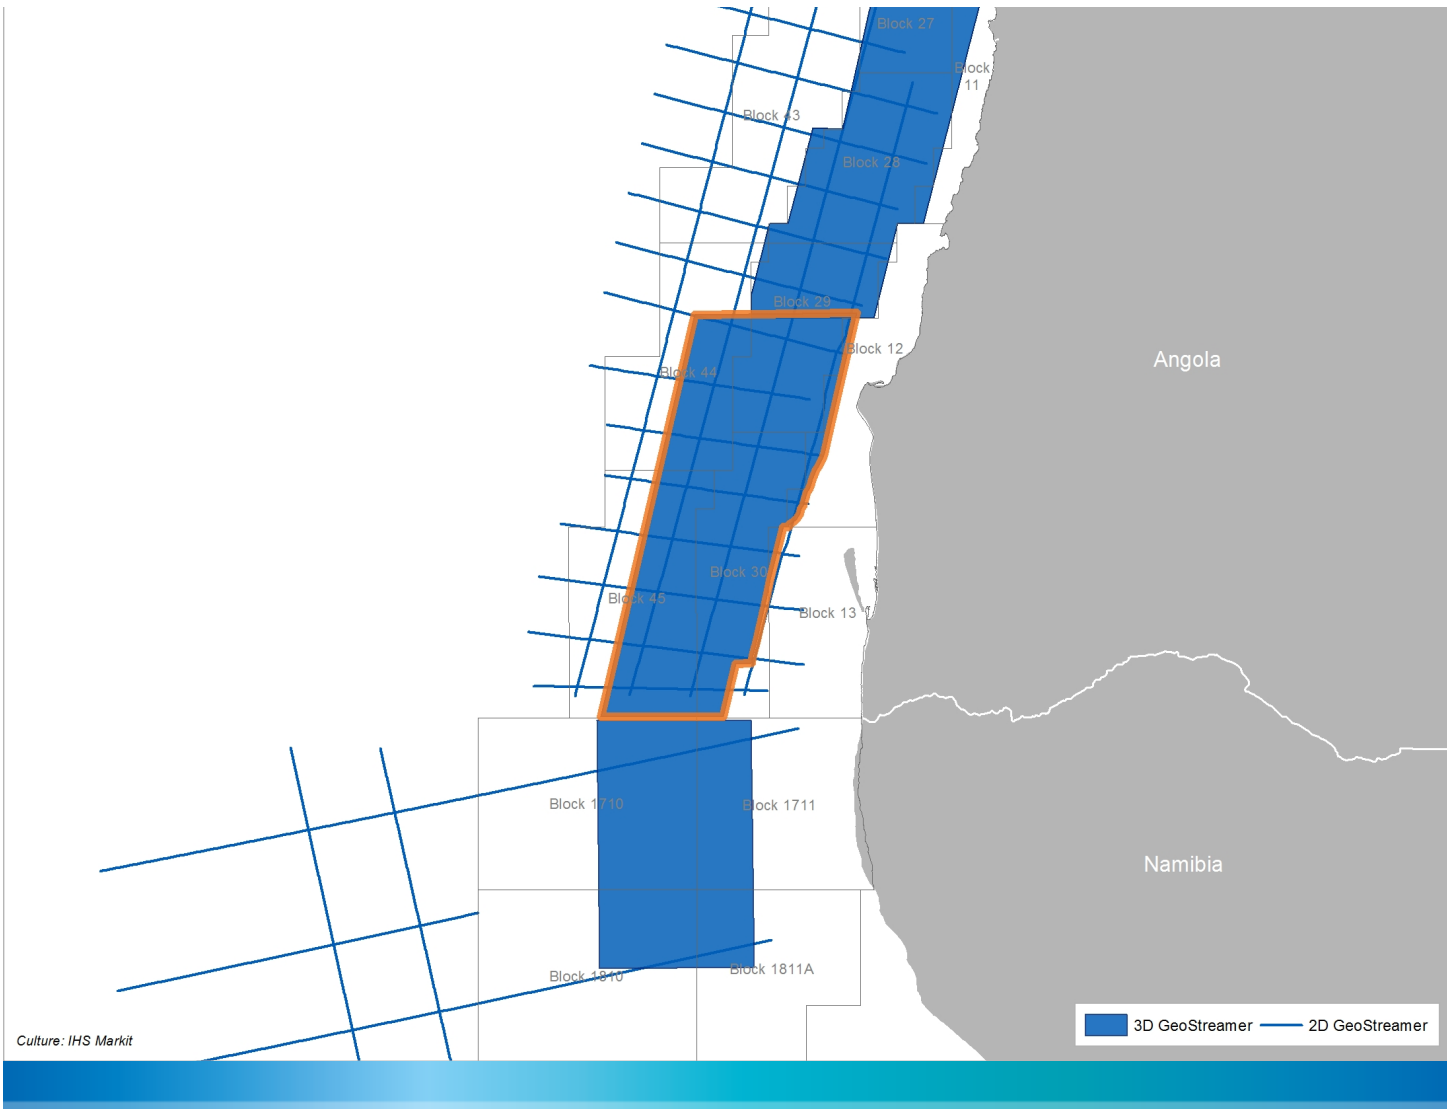 Block 27
Block
11
Block 43
Block 28
Block 29
Block 12
Angola
Block 44
Block 30
Block 45
Block 13
Block 1710
Block 1711
Namibia
Block 1810
Block 1811A
3D GeoStreamer
2D GeoStreamer
Culture: IHS Markit